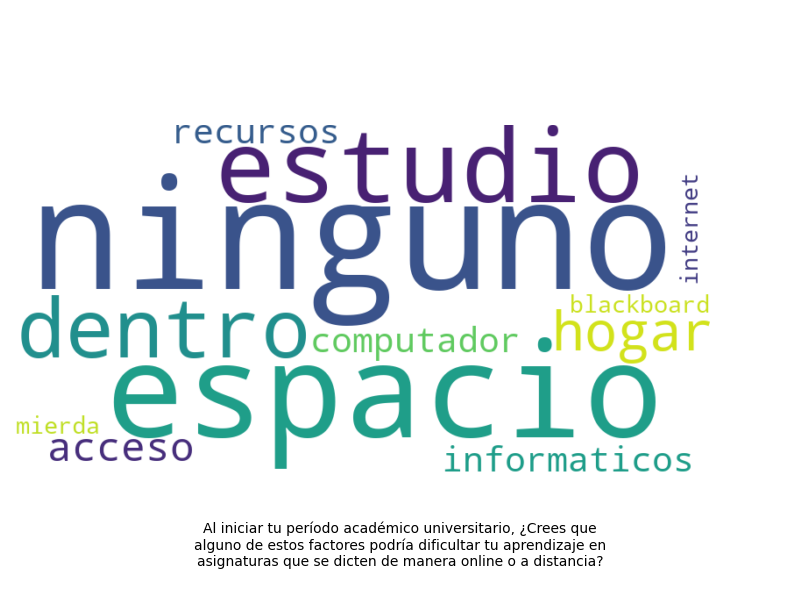 recursos
estudio
internet
ninguno
blackboard
dentro
computador
hogar
espacio
mierda
acceso
informaticos
Al iniciar tu período académico universitario, ¿Crees que
alguno de estos factores podría dificultar tu aprendizaje en
asignaturas que se dicten de manera online o a distancia?